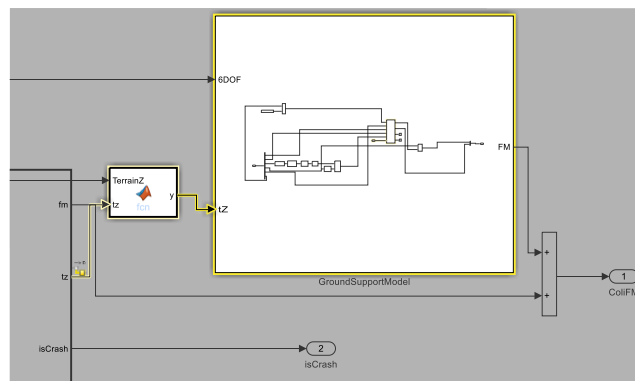 6DOF
TerrainZ
fm
tz
y
fcn
tZ
FM
tz
GroundSupportModel
+
+
1
ColiFM
isCrash
2
isCrash